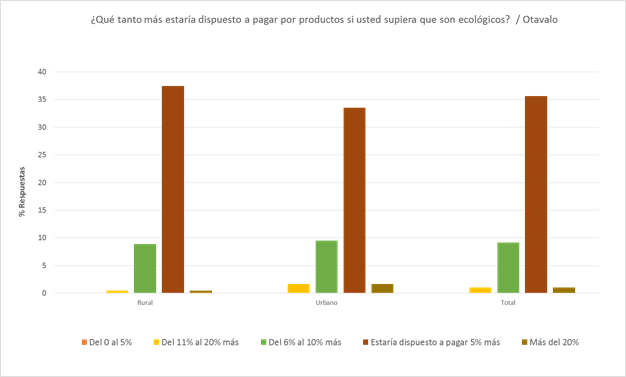 ¿Qué tanto más estaría dispuesto a pagar por productos si usted supiera que son ecológicos?  / Otavalo
40
35
30
25
20
15
10
5
0
% Respuestas
Rural
Urbano
Total
Del 0 al 5%
Del 11% al 20% más
Del 6% al 10% más
Estaría dispuesto a pagar 5% más
Más del 20%